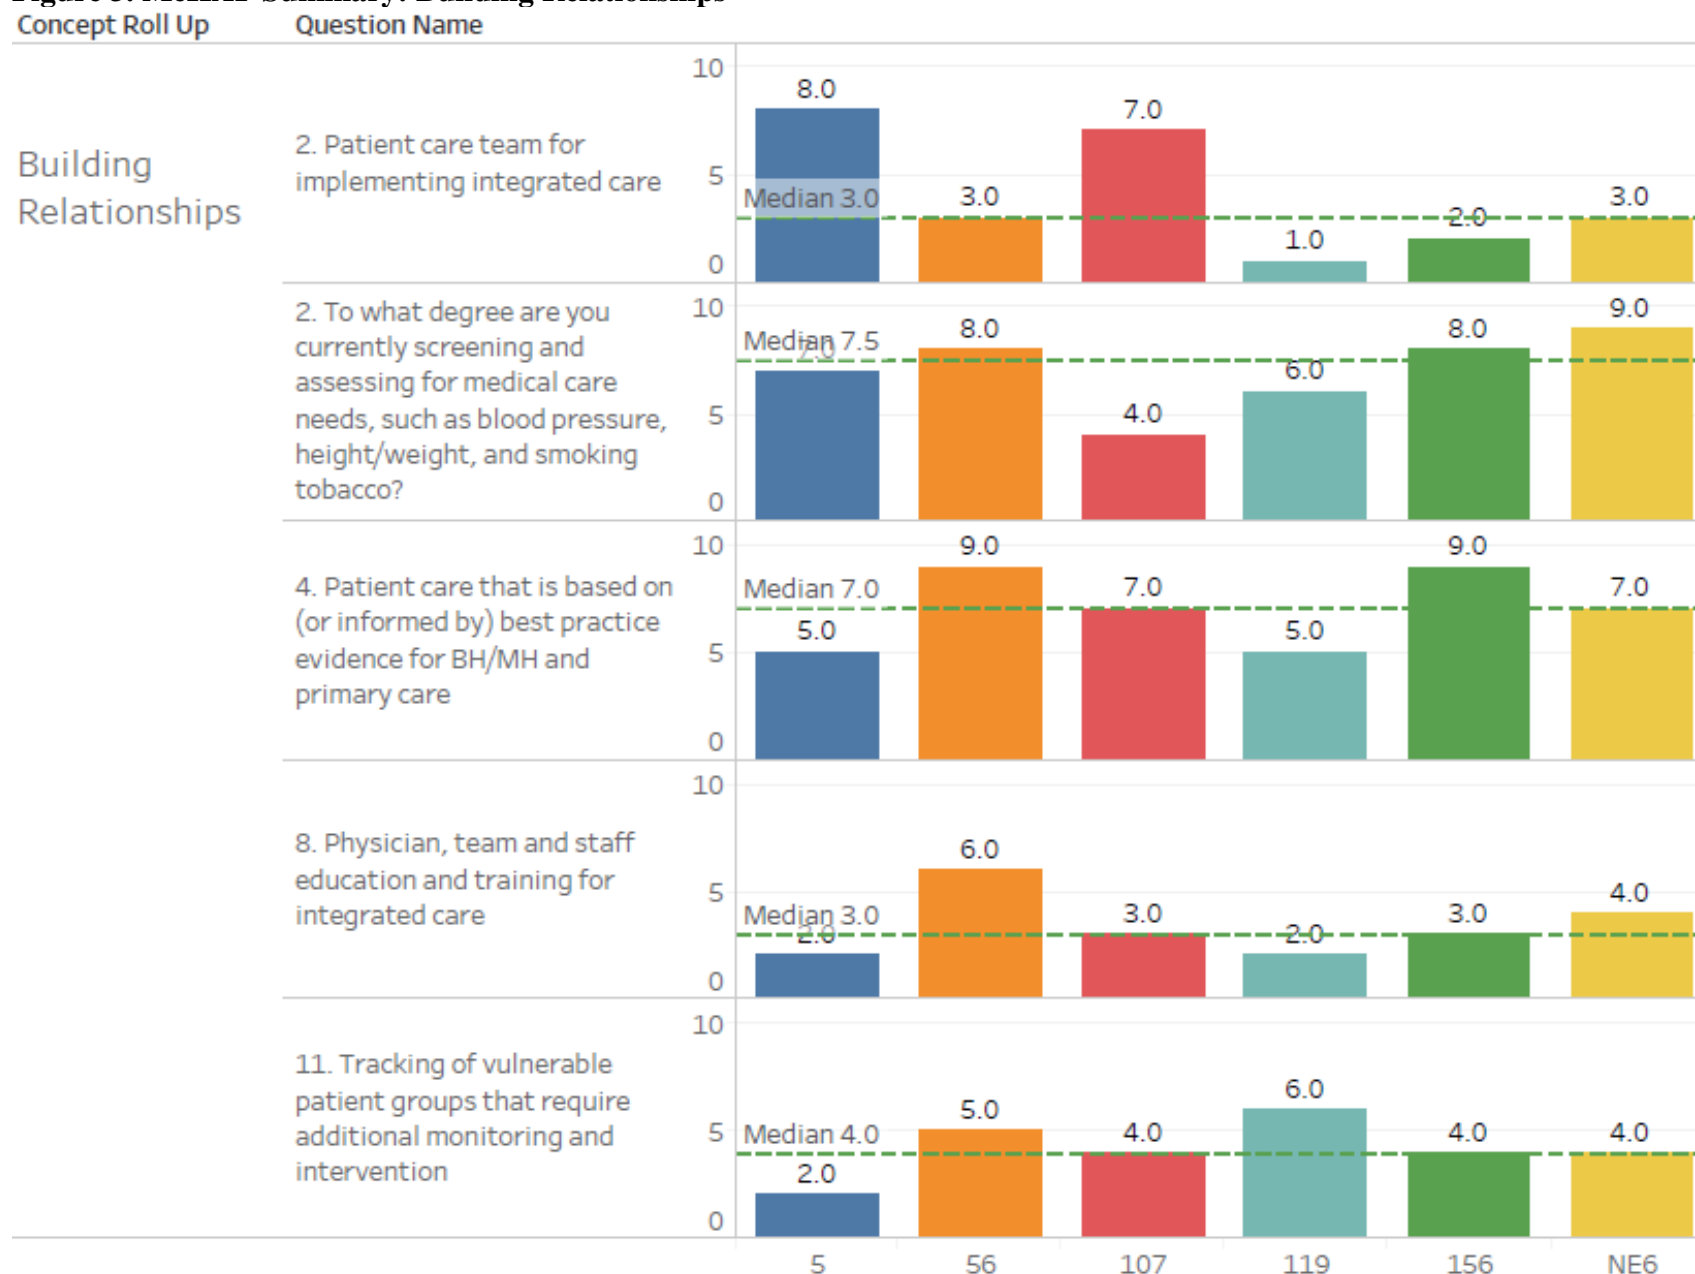 Figure 3. MeHAF Summary: Building Relationships
Concept Roll Up Question Name
Building
Relationships
2. Patient care team for
implementing integrated care
10
5
0
8.0
Median 3.0
3.0
7.0
1.0
2.0
3.0
2. To what degree are you
currently screening and
assessing for medical care
needs, such as blood pressure,
height/weight, and smoking
tobacco?
10
5
0
Median 7.5
7.0
8.0
4.0
6.0
8.0
9.0
4. Patient care that is based on
(or informed by) best practice
evidence for BH/MH and
primary care
10
5
0
Median 7.0
5.0
9.0
7.0
5.0
9.0
7.0
8. Physician, team and staff
education and training for
integrated care
10
5
0
Median 3.0
2.0
6.0
3.0
2.0
3.0
4.0
11. Tracking of vulnerable
patient groups that require
additional monitoring and
intervention
10
5
0
Median 4.0
2.0
5.0
4.0
6.0
4.0
4.0
5 56 107 119 156 NE6